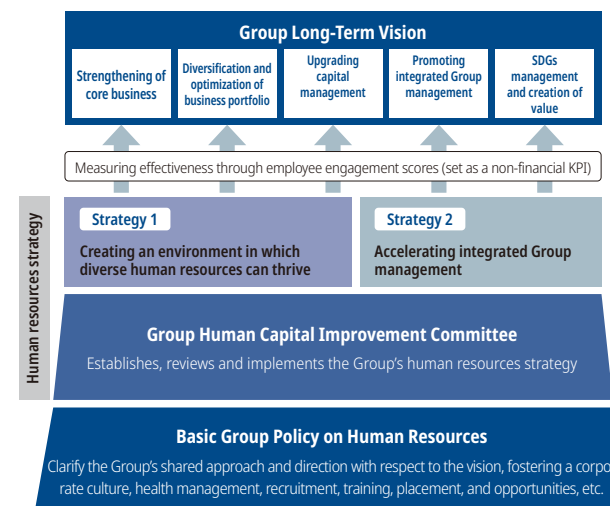 Group Long-Term Vision
Strengthening of
core business
Diversification and
optimization of
business portfolio
Upgrading
capital
management
Promoting
integrated Group
management
SDGs
management
and creation of
value
Measuring effectiveness through employee engagement scores (set as a non-financial KPI)
Human resources strategy
Strategy 1
Creating an environment in which
diverse human resources can thrive
Strategy 2
Accelerating integrated Group
management
Group Human Capital Improvement Committee
Establishes, reviews and implements the Group’s human resources strategy
Basic Group Policy on Human Resources
Clarify the Group’s shared approach and direction with respect to the vision, fostering a corpo
rate culture, health management, recruitment, training, placement, and opportunities, etc.